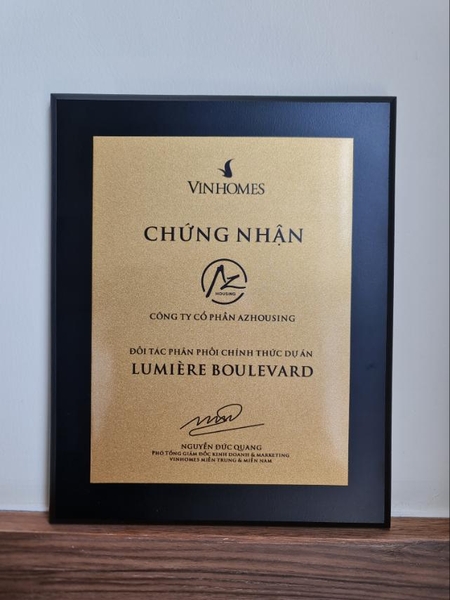 VINHOMES
CHỨNG NHẬN
AZ
HOUSING
CÔNG TY CỔ PHẦN AZHOUSING
ĐỐI TÁC PHÂN PHỐI CHÍNH THỨC DỰ ÁN
LUMIÈRE BOULEVARD
NGUYỄN ĐỨC QUANG
PHÓ TỔNG GIÁM ĐỐC KINH DOANH & MARKETING
VINHOMES MIỀN TRUNG & MIỀN NAM